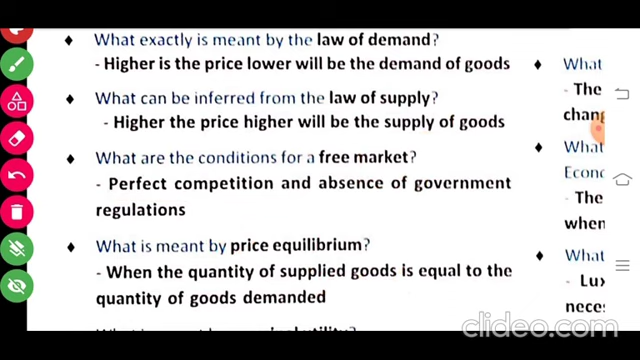 ♦ What exactly is meant by the law of demand?
- Higher is the price lower will be the demand of goods
♦ What can be inferred from the law of supply?
- Higher the price higher will be the supply of goods
♦ What are the conditions for a free market?
- Perfect competition and absence of government
regulations
♦ What is meant by price equilibrium?
- When the quantity of supplied goods is equal to the
quantity of goods demanded
♦ What
- The
chang
♦ What
Econo
- The
when
♦ What
- Lux
neces
clideo.com